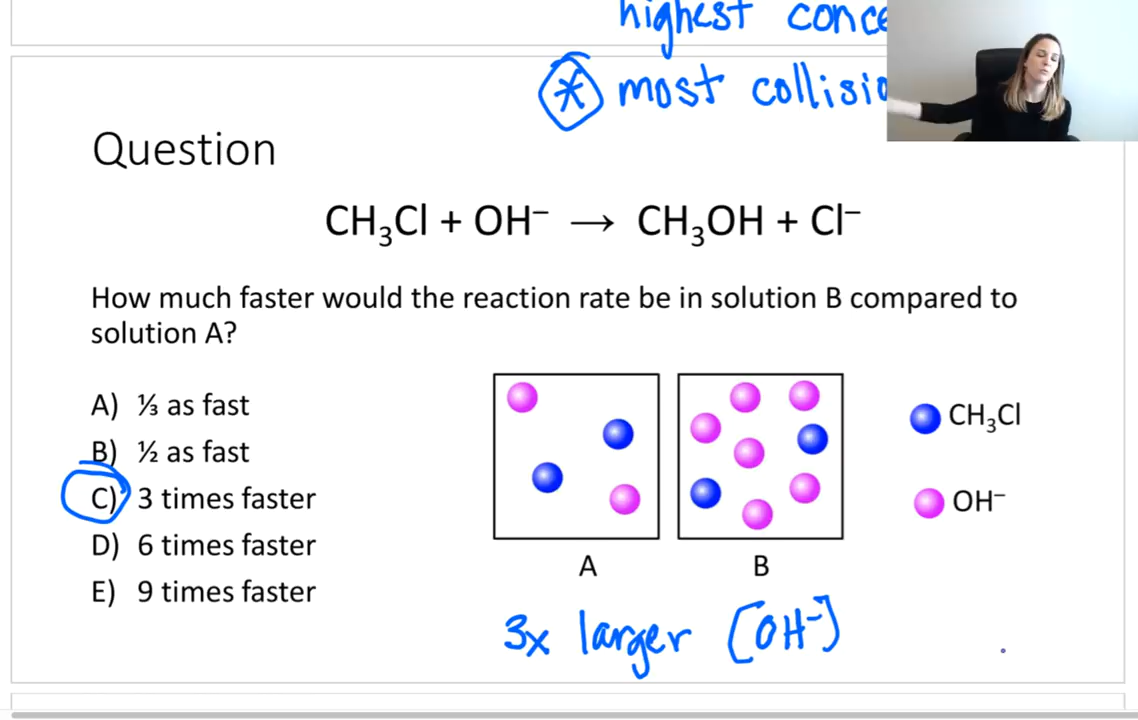 highest
most
Question
CH₃Cl + OH⁻ → CH₃OH + Cl⁻
How much faster would the reaction rate be in solution B compared to
solution A?
A) ⅓ as fast
B) ½ as fast
C) 3 times faster
D) 6 times faster
E) 9 times faster
CH₃Cl
OH⁻
A
B
3x larger [OH⁻]